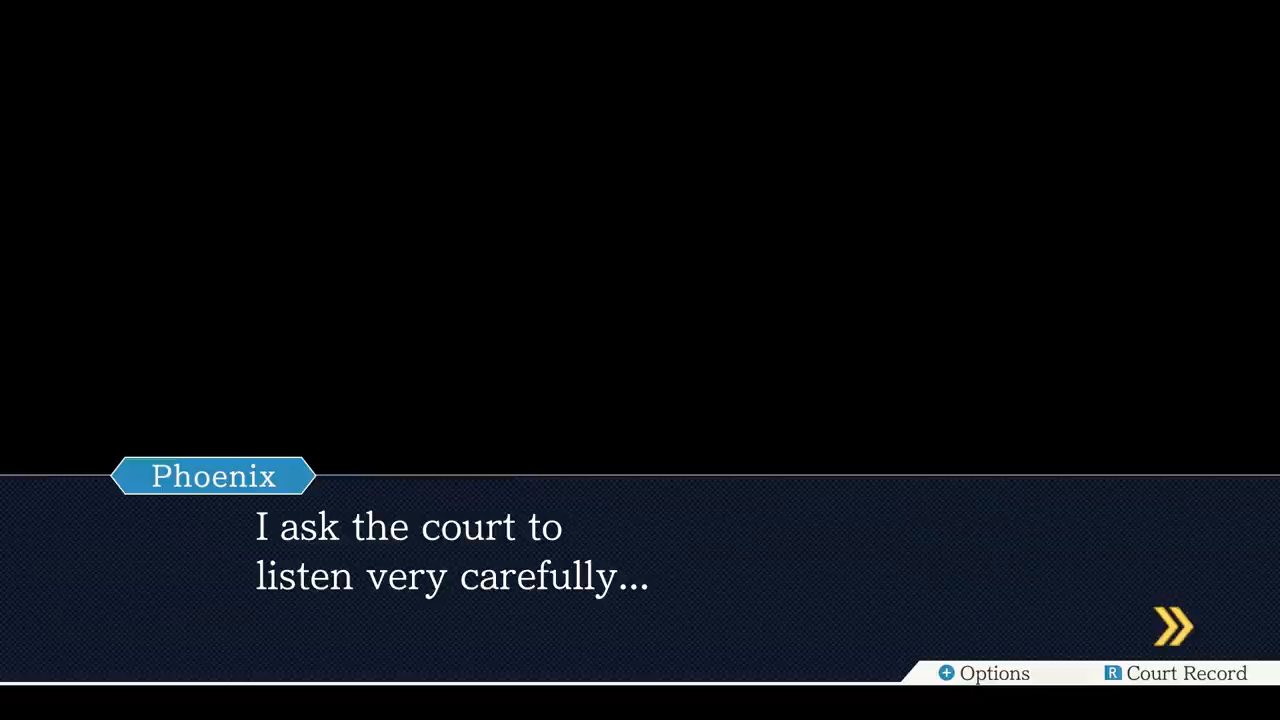 Phoenix
I ask the court to
listen very carefully...
+ Options
R Court Record